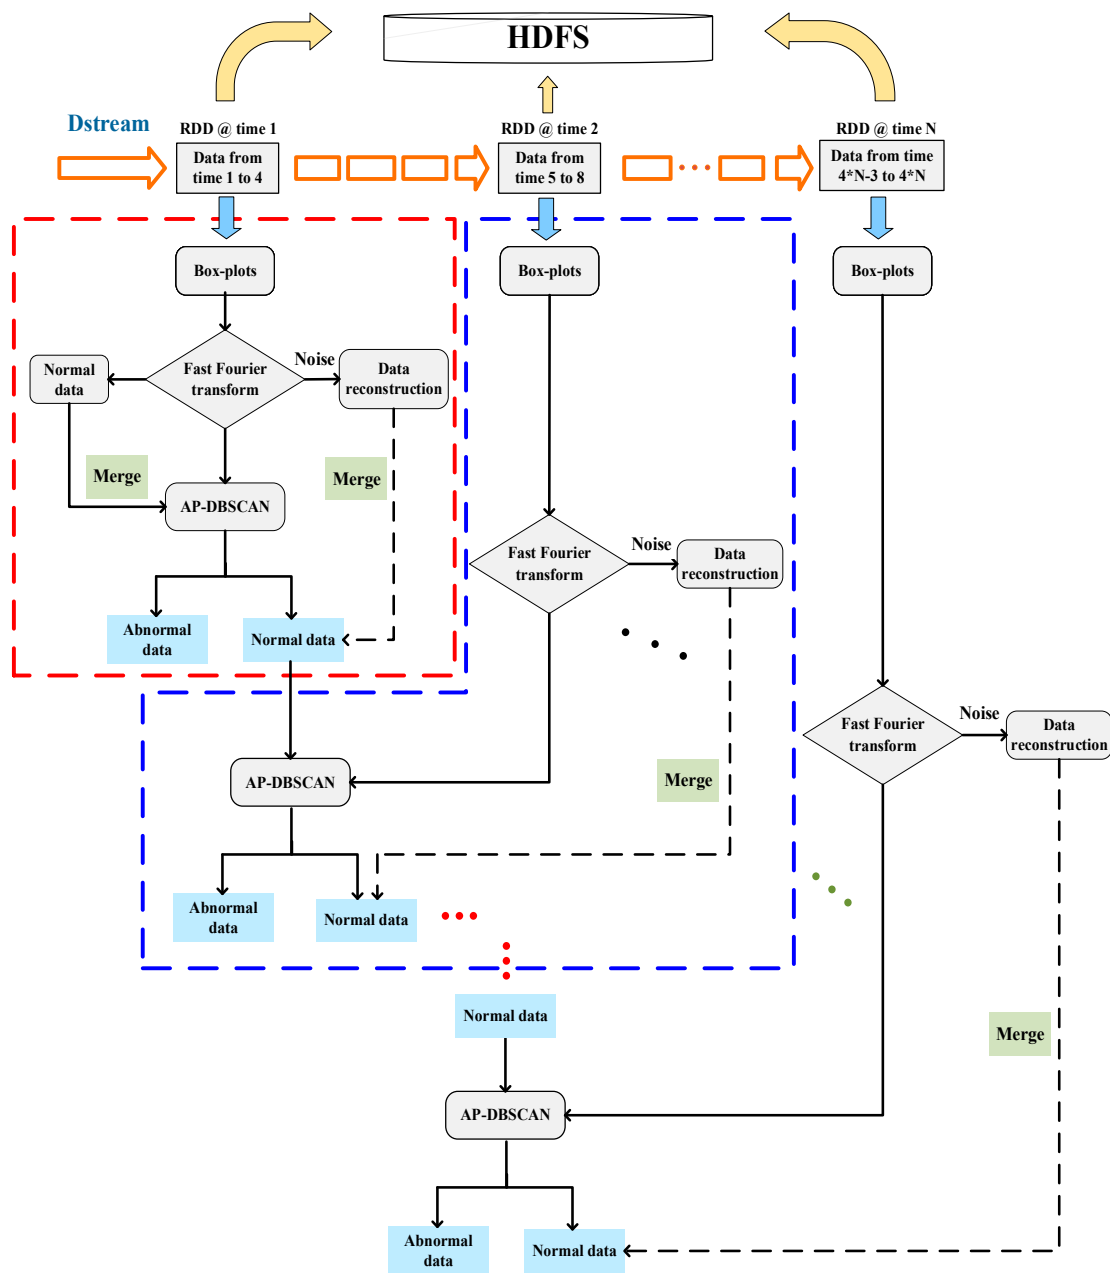 HDFS
Dstream
RDD @ time 1
RDD @ time 2
RDD @ time N
Data from
time 1 to 4
Data from
time 5 to 8
Data from time
4*N-3 to 4*N
Box-plots
Box-plots
Box-plots
Normal
data
Fast Fourier
transform
Noise
Data
reconstruction
Merge
Merge
AP-DBSCAN
Abnormal
data
Normal data
Fast Fourier
transform
Noise
Data
reconstruction
Merge
AP-DBSCAN
Abnormal
data
Normal data
Fast Fourier
transform
Noise
Data
reconstruction
Normal data
Merge
AP-DBSCAN
Abnormal
data
Normal data